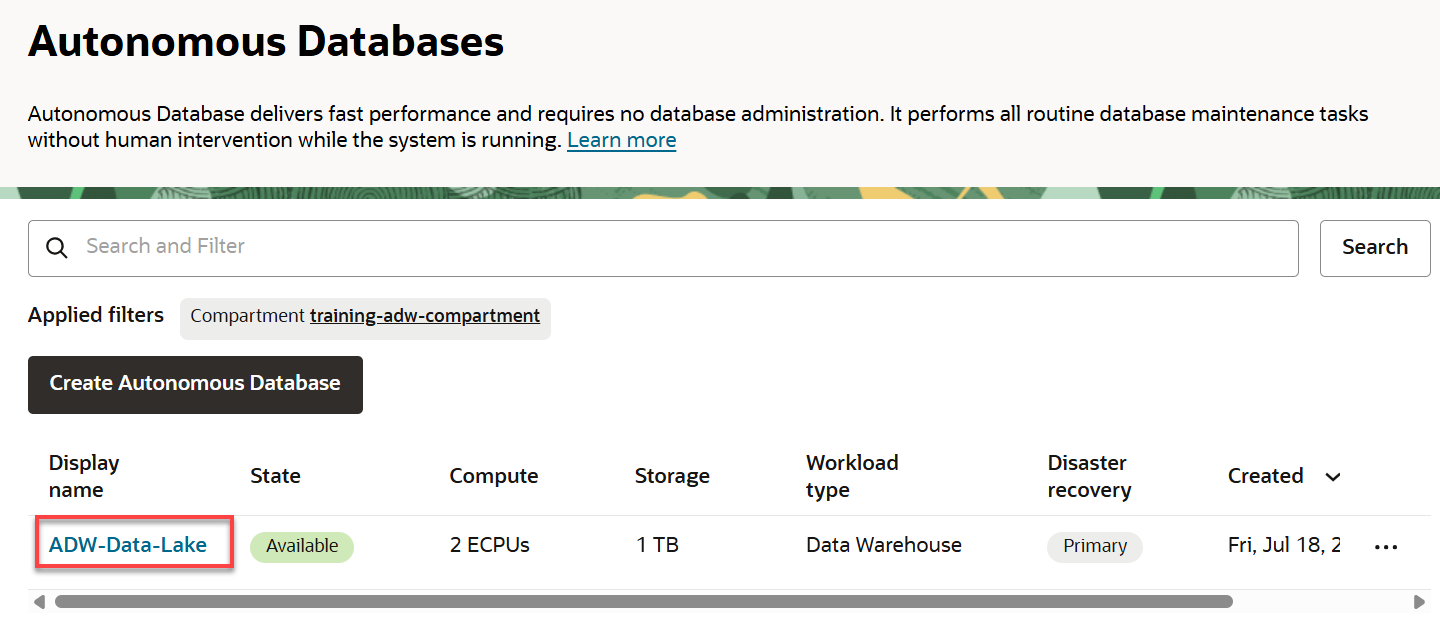 Autonomous Databases
Autonomous Database delivers fast performance and requires no database administration. It performs all routine database maintenance tasks
without human intervention while the system is running. Learn more
Search and Filter
Search
Applied filters
Compartment training-adw-compartment
Create Autonomous Database
Display name
State
Compute
Storage
Workload type
Disaster recovery
Created
ADW-Data-Lake
Available
2 ECPUs
1 TB
Data Warehouse
Primary
Fri, Jul 18, 2